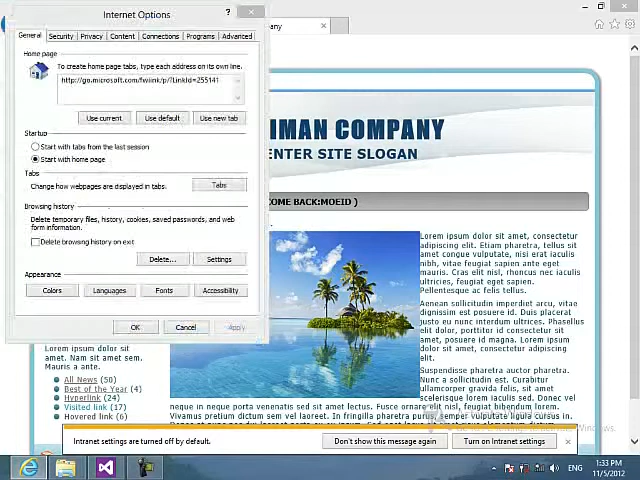 Internet Options
?
any
General Security Privacy Content Connections Programs Advanced
Home page
To create home page tabs, type each address on its own line.
http://go.microsoft.com/fwlink/p/?LinkId=255141
Use current Use default Use new tab
Startup
Start with tabs from the last session
Start with home page
Tabs
Change how webpages are displayed in tabs. Tabs
Browsing history
Delete temporary files, history, cookies, saved passwords, and web
form information.
Delete browsing history on exit
Delete... Settings
Appearance
Colors Languages Fonts Accessibility
OK Cancel Apply
IMAN COMPANY
ENTER SITE SLOGAN
OME BACK:MOEID )
Lorem ipsum dolor sit amet, consectetur
adipiscing elit. Etiam pharetra, tellus sit
amet congue vulputate, nisi erat iaculis
nibh, vitae feugiat sapien ante eget
mauris. Cras elit nisl, rhoncus nec iaculis
ultricies, feugiat eget sapien.
Pellentesque ac felis tellus.
Aenean sollicitudin imperdiet arcu, vitae
dignissim est posuere id. Duis placerat
justo eu nunc interdum ultrices. Phasellus
elit dolor, porttitor id consectetur sit
amet, posuere id magna. Lorem ipsum
dolor sit amet, consectetur adipiscing
elit.
Suspendisse pharetra auctor pharetra.
Nunc a sollicitudin est. Curabitur
ullamcorper gravida felis, sit amet
scelerisque lorem iaculis sed. Donec vel
neque in neque porta venenatis sed sit amet lectus. Fusce ornare elit nisl, feugiat bibendum lorem.
Vivamus pretium dictum sem vel laoreet. In fringilla pharetra purus, semper vulputate ligula cursus in.
Lorem ipsum dolor sit
amet. Nam sit amet sem.
Mauris a ante.
All News (50)
Best of the Year (4)
Hyperlink (24)
Visited link (17)
Hovered link (6)
Intranet settings are turned off by default. Don't show this message again Turn on Intranet settings
ENG
1:33 PM
11/5/2012